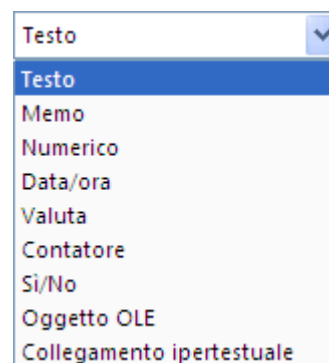 Testo
Testo
Memo
Numerico
Data/ora
Valuta
Contatore
Sì/No
Oggetto OLE
Collegamento ipertestuale